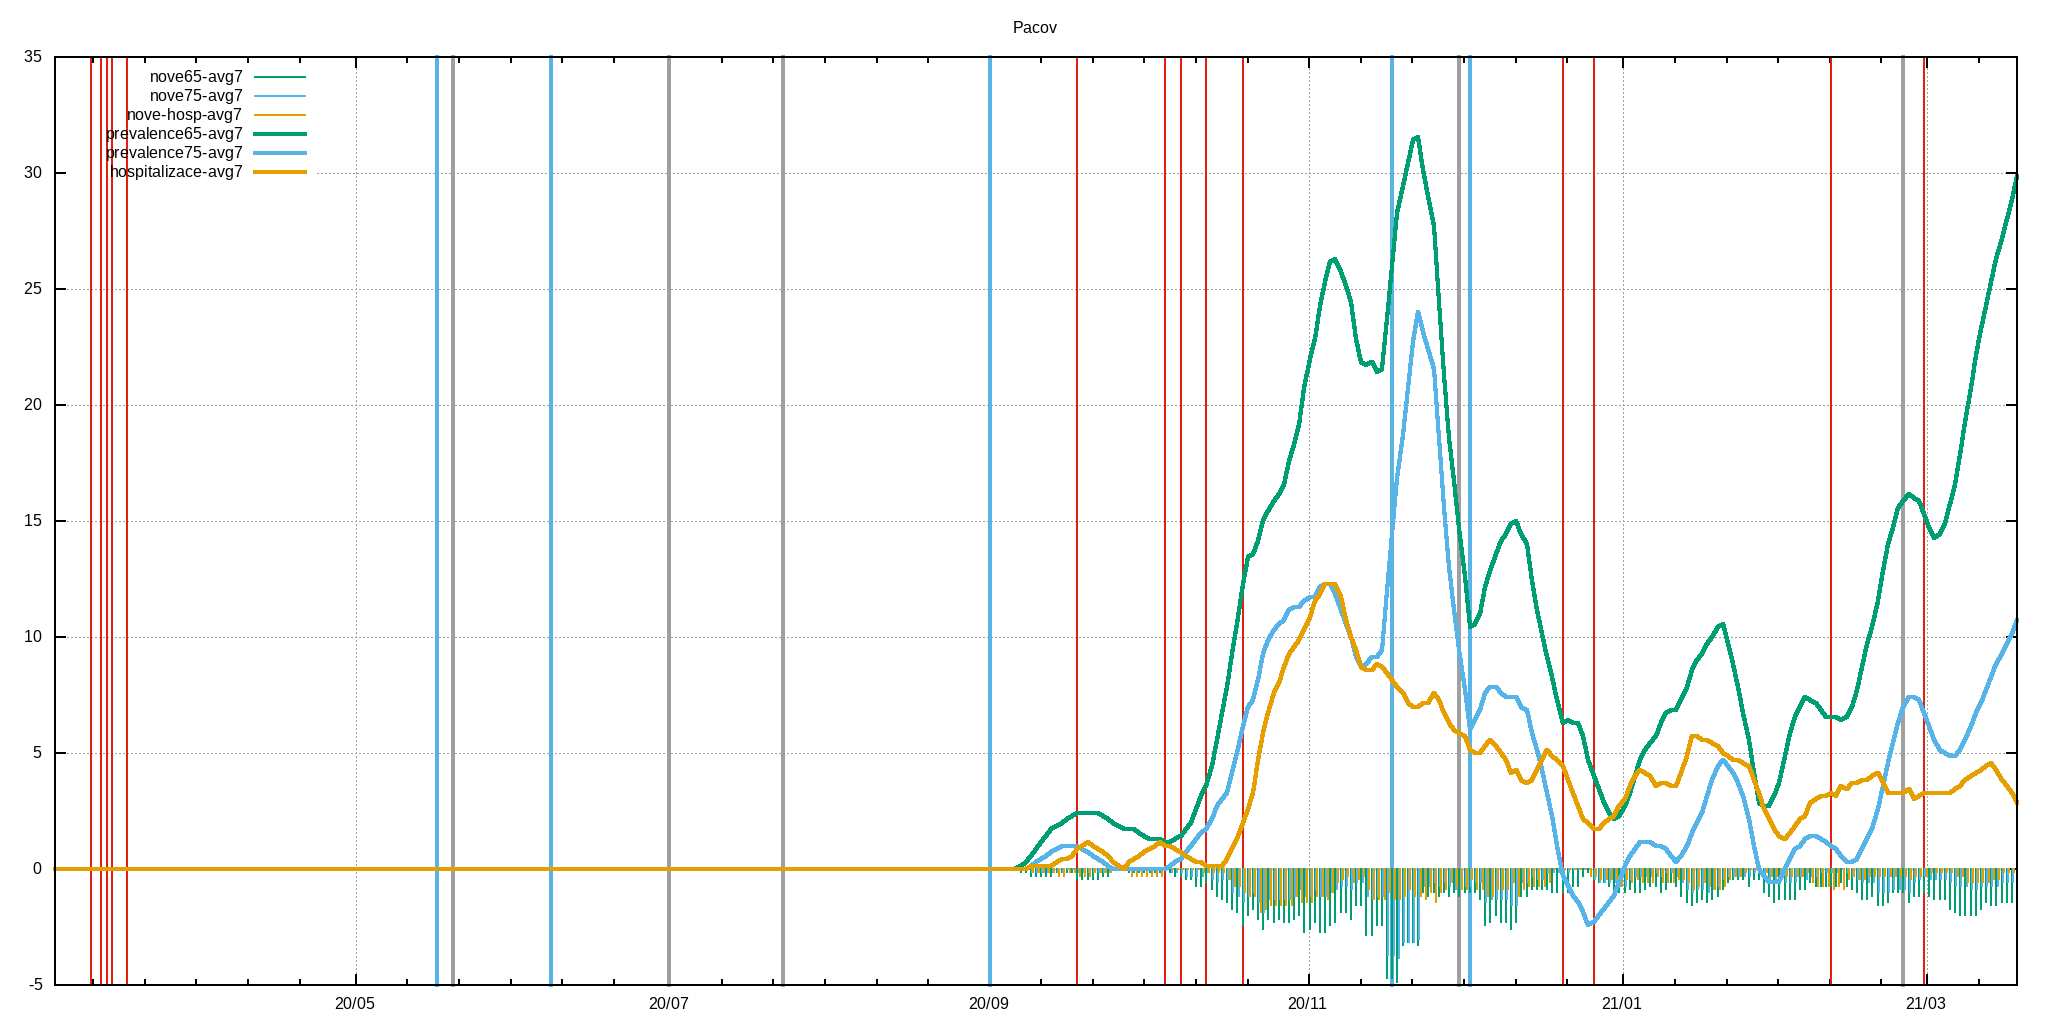 Pacov
35
30
25
20
15
10
5
0
-5
nove65-avg7
nove75-avg7
nove-hosp-avg7
prevalence65-avg7
prevalence75-avg7
hospitalizace-avg7
20/05
20/07
20/09
20/11
21/01
21/03